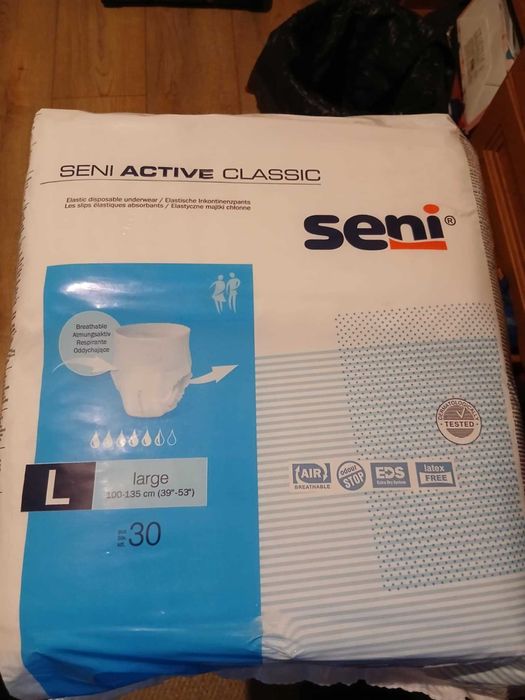 SENI ACTIVE CLASSIC
Elastic disposable underwear / Elastische Inkontinenzpants
Les slips élastiques absorbants / Elastyczne majtki chłonne
seni®
Breathable
Atmungsaktiv
Respirante
Oddychające
DERMATOLOGICALLY
TESTED
L
large
100-135 cm (39"-53")
AIR
BREATHABLE
odour
STOP
EDS
Extra Dry System
latex
FREE
30